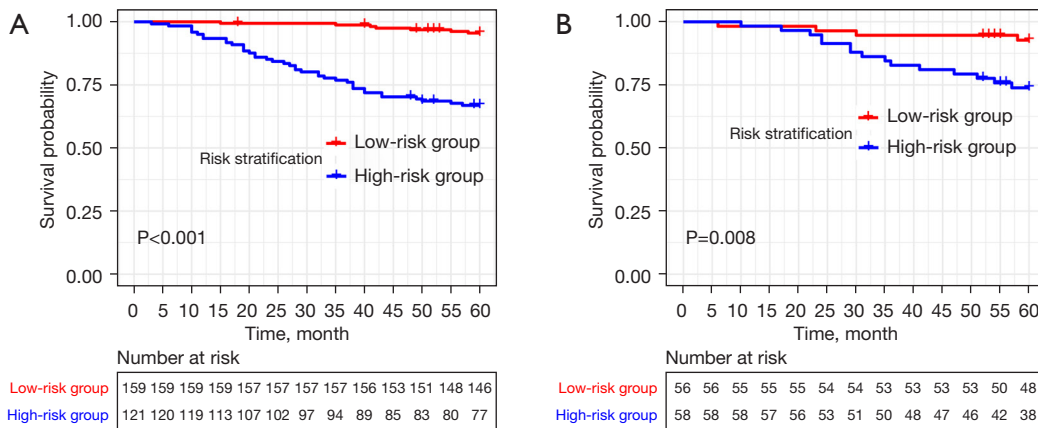 A
Survival probability
1.00
0.75
0.50
0.25
0.00
Risk stratification
Low-risk group
High-risk group
P<0.001
0 5 10 15 20 25 30 35 40 45 50 55 60
Time, month
Number at risk
Low-risk group 159 159 159 159 157 157 157 157 156 153 151 148 146
High-risk group 121 120 119 113 107 102 97 94 89 85 83 80 77
B
Survival probability
1.00
0.75
0.50
0.25
0.00
Risk stratification
Low-risk group
High-risk group
P=0.008
0 5 10 15 20 25 30 35 40 45 50 55 60
Time, month
Number at risk
Low-risk group 56 56 55 55 55 54 54 53 53 53 53 50 48
High-risk group 58 58 58 57 56 53 51 50 48 47 46 42 38